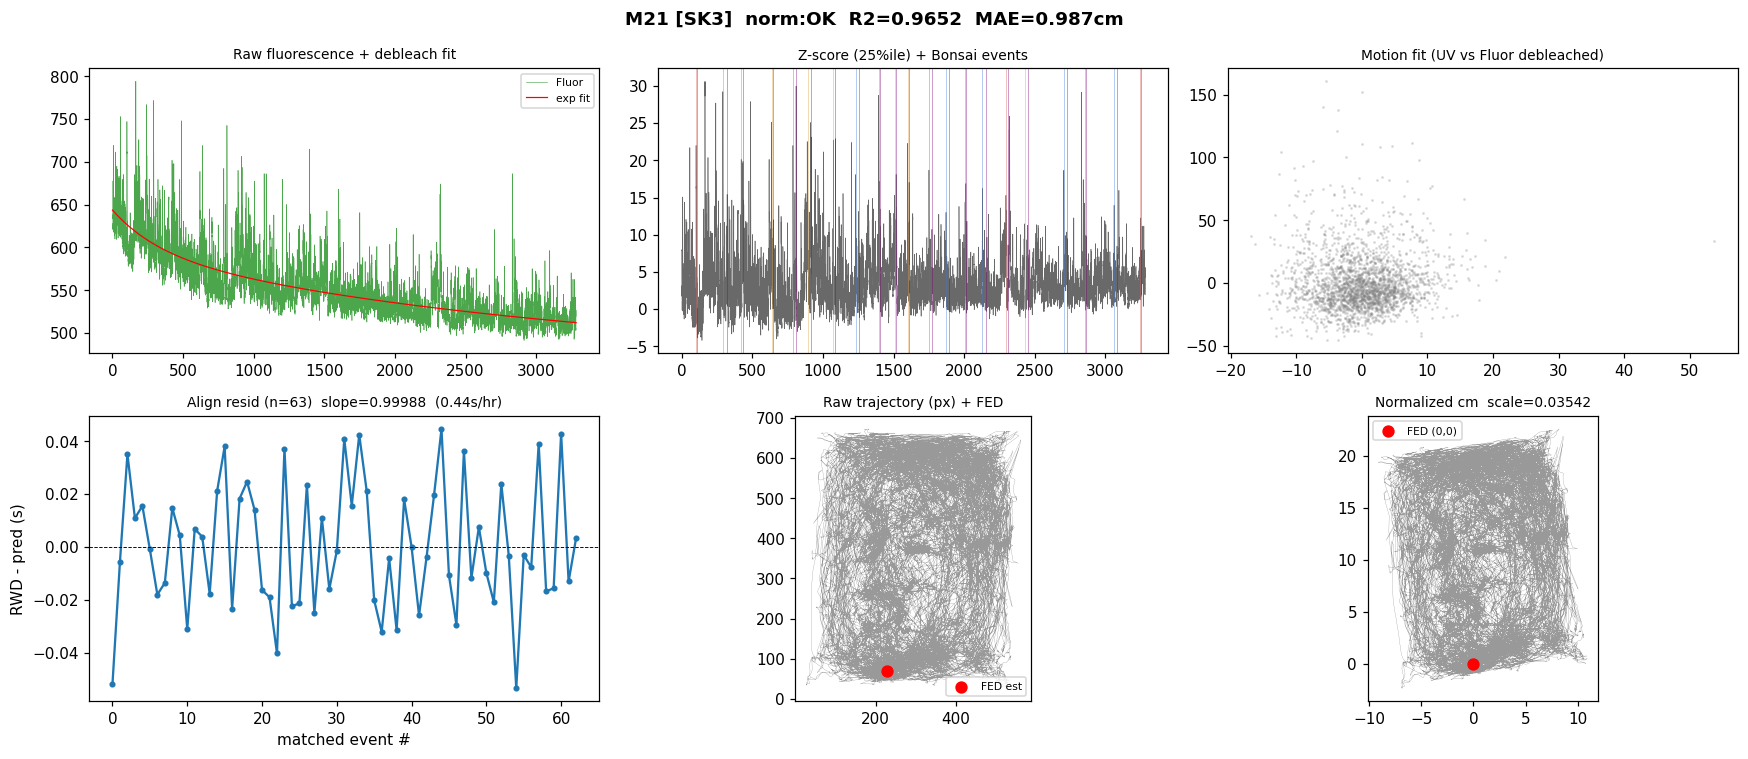 M21 [SK3]  norm:OK  R2=0.9652  MAE=0.987cm
Raw fluorescence + debleach fit
800
750
700
650
600
550
500
0 500 1000 1500 2000 2500 3000
Fluor
exp fit
Z-score (25%ile) + Bonsai events
30
25
20
15
10
5
0
−5
0 500 1000 1500 2000 2500 3000
Motion fit (UV vs Fluor debleached)
150
100
50
0
−50
−20 −10 0 10 20 30 40 50
Align resid (n=63)  slope=0.99988  (0.44s/hr)
RWD - pred (s)
0.04
0.02
0.00
−0.02
−0.04
0 10 20 30 40 50 60
matched event #
Raw trajectory (px) + FED
700
600
500
400
300
200
100
0
200 400
FED est
Normalized cm  scale=0.03542
FED (0,0)
20
15
10
5
0
−10 −5 0 5 10